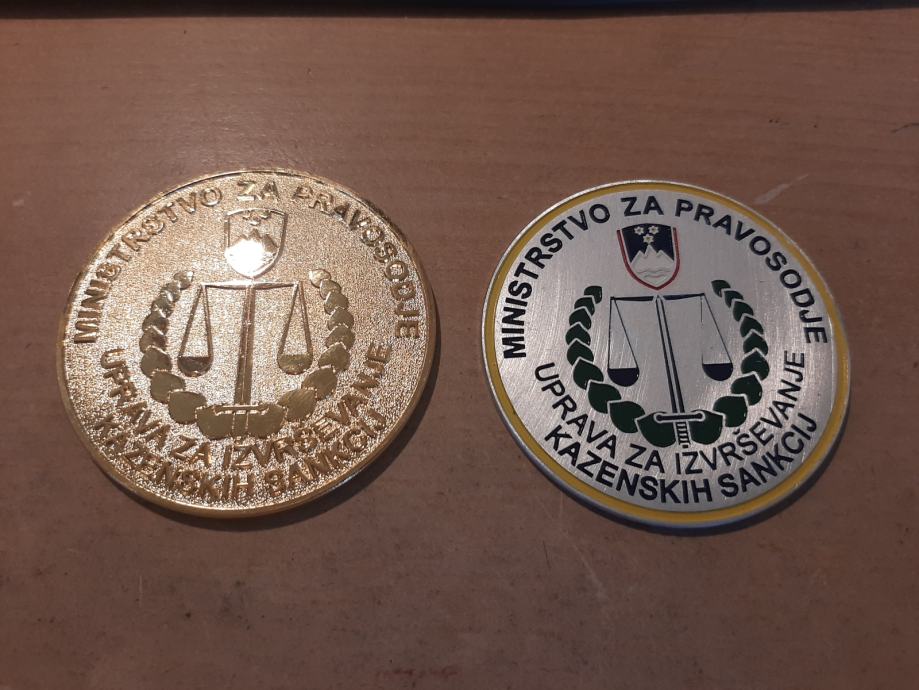 MINISTRSTVO ZA PRAVOSODJE
UPRAVA ZA IZVRŠEVANJE
KAZENSKIH SANKCIJ
MINISTRSTVO ZA PRAVOSODJE
UPRAVA ZA IZVRŠEVANJE
KAZENSKIH SANKCIJ